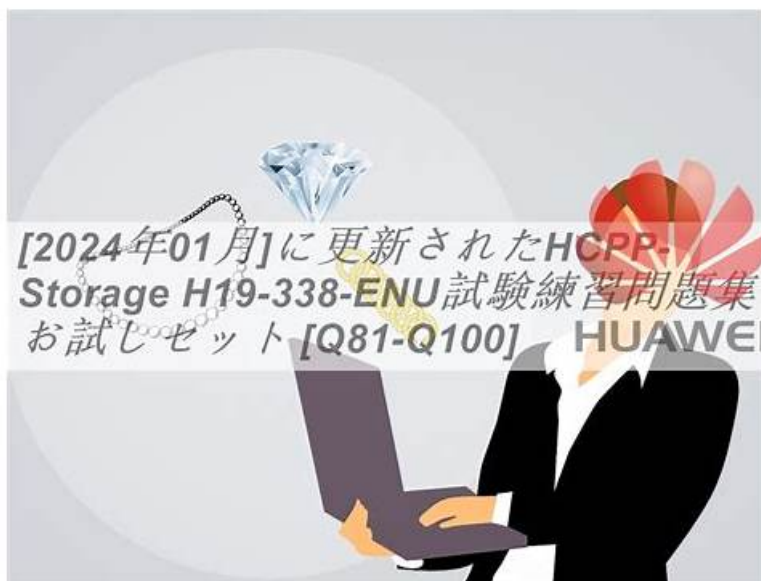 [2024年01月]に更新されたHCPP-
Storage H19-338-ENU試験練習問題集
お試しセット [Q81-Q100]
HUAWEI